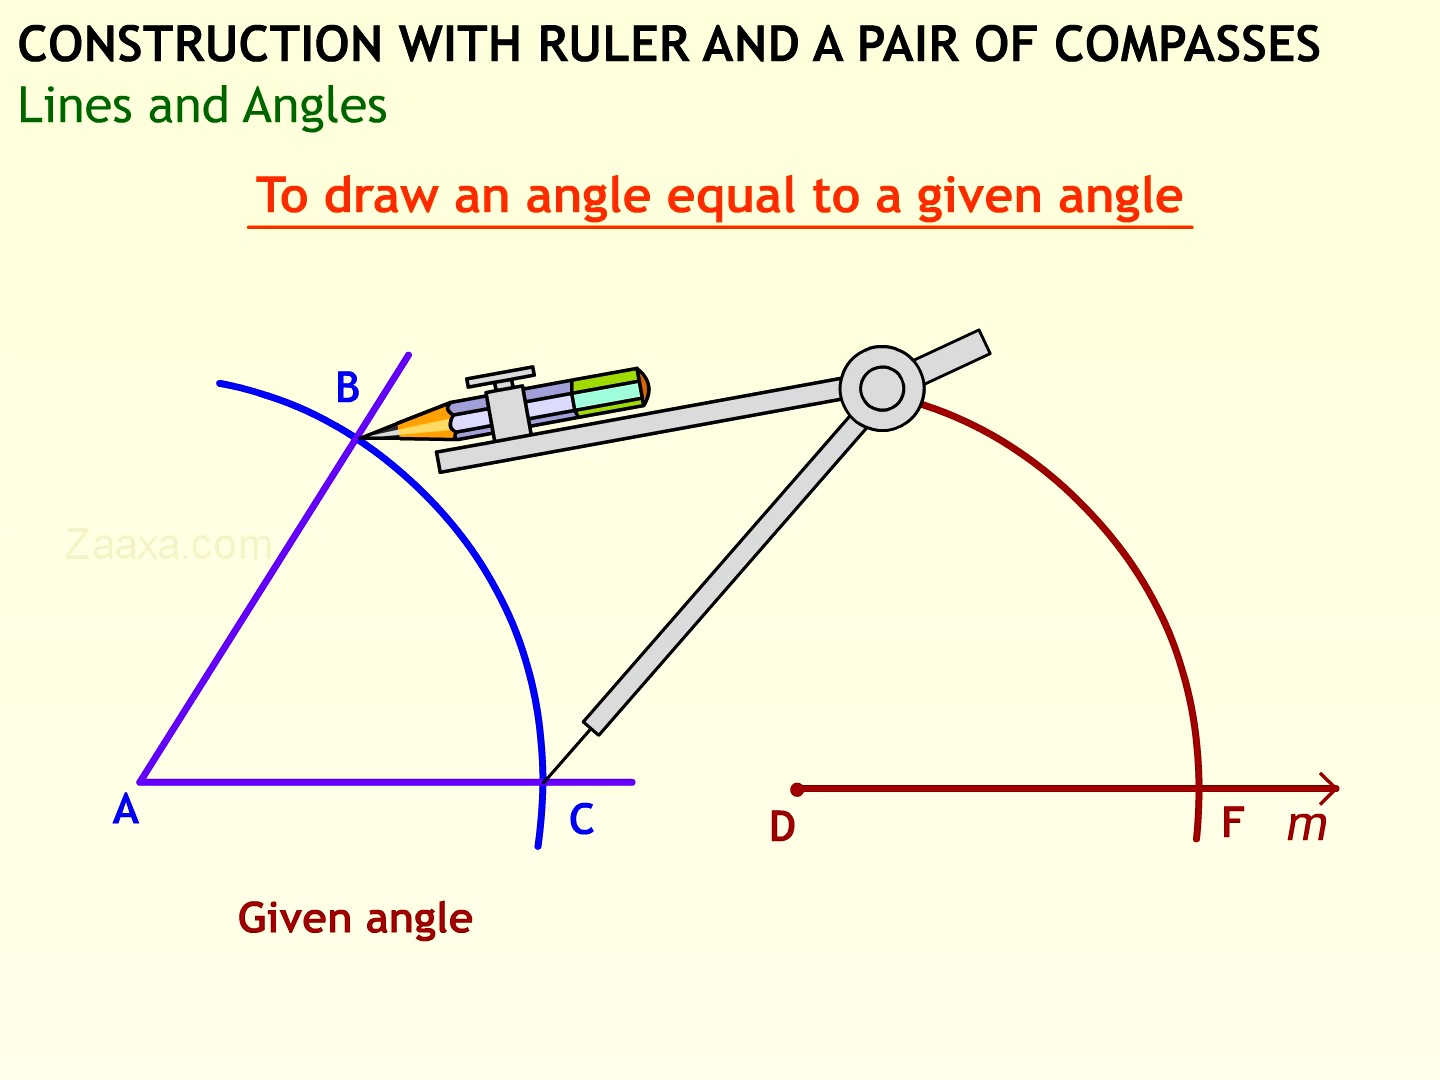 CONSTRUCTION WITH RULER AND A PAIR OF COMPASSES
Lines and Angles
To draw an angle equal to a given angle
B
Zaaxa.com
A
C
D
F
m
Given angle